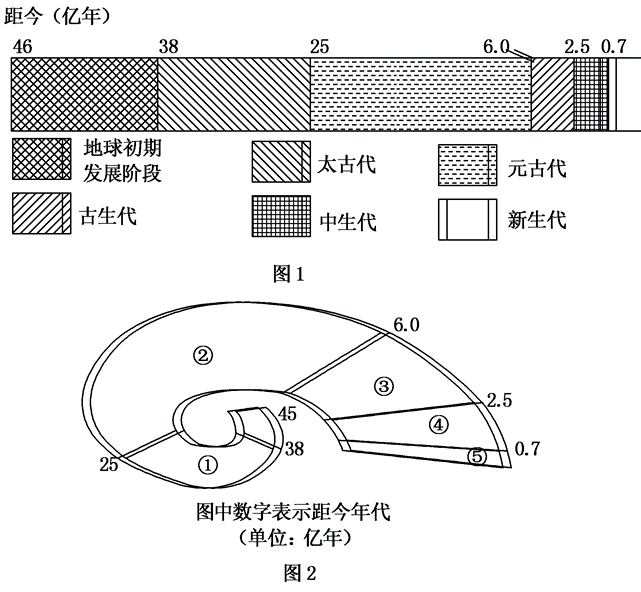 距今（亿年）
46 38 25 6.0 2.5 0.7
地球初期
发展阶段
太古代
元古代
古生代
中生代
新生代
图1
6.0
②
③
2.5
45
④
0.7
25
①
38
⑤
图中数字表示距今年代
（单位：亿年）
图2